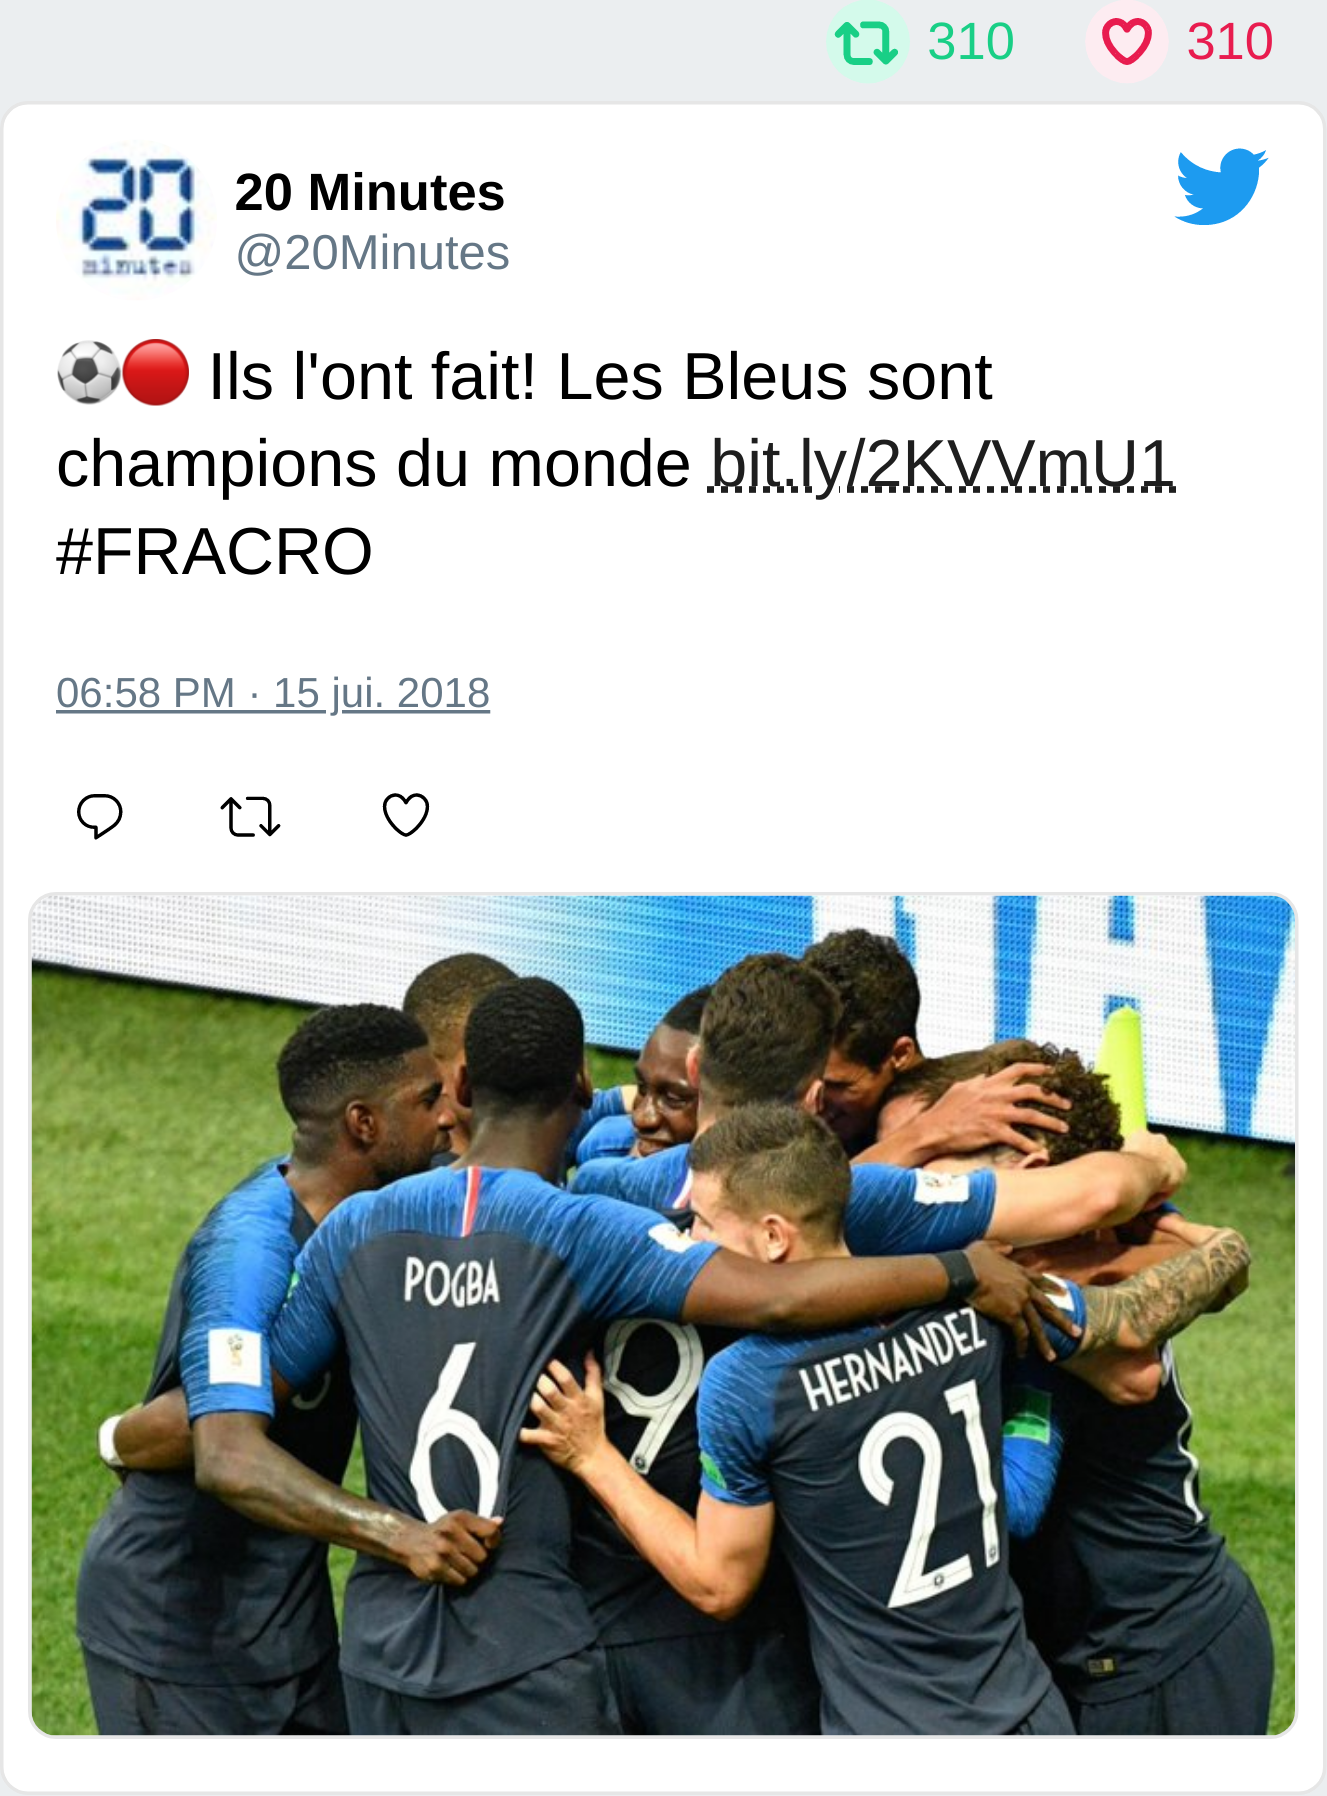 310 310
20
minutes
20 Minutes
@20Minutes
Ils l'ont fait! Les Bleus sont
champions du monde bit.ly/2KVVmU1
#FRACRO
06:58 PM · 15 jui. 2018
POGBA
6
9
HERNANDEZ
21